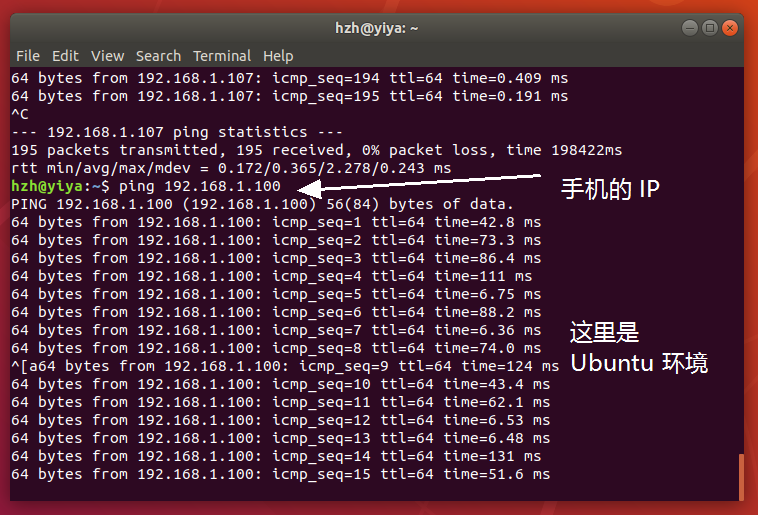 hzh@yiya: ~
File Edit View Search Terminal Help
64 bytes from 192.168.1.107: icmp_seq=194 ttl=64 time=0.409 ms
64 bytes from 192.168.1.107: icmp_seq=195 ttl=64 time=0.191 ms
^C
--- 192.168.1.107 ping statistics ---
195 packets transmitted, 195 received, 0% packet loss, time 198422ms
rtt min/avg/max/mdev = 0.172/0.365/2.278/0.243 ms
hzh@yiya:~$ ping 192.168.1.100
手机的 IP
PING 192.168.1.100 (192.168.1.100) 56(84) bytes of data.
64 bytes from 192.168.1.100: icmp_seq=1 ttl=64 time=42.8 ms
64 bytes from 192.168.1.100: icmp_seq=2 ttl=64 time=73.3 ms
64 bytes from 192.168.1.100: icmp_seq=3 ttl=64 time=86.4 ms
64 bytes from 192.168.1.100: icmp_seq=4 ttl=64 time=111 ms
64 bytes from 192.168.1.100: icmp_seq=5 ttl=64 time=6.75 ms
64 bytes from 192.168.1.100: icmp_seq=6 ttl=64 time=88.2 ms
64 bytes from 192.168.1.100: icmp_seq=7 ttl=64 time=6.36 ms
64 bytes from 192.168.1.100: icmp_seq=8 ttl=64 time=74.0 ms
^[a64 bytes from 192.168.1.100: icmp_seq=9 ttl=64 time=124 ms
这里是
Ubuntu 环境
64 bytes from 192.168.1.100: icmp_seq=10 ttl=64 time=43.4 ms
64 bytes from 192.168.1.100: icmp_seq=11 ttl=64 time=62.1 ms
64 bytes from 192.168.1.100: icmp_seq=12 ttl=64 time=6.53 ms
64 bytes from 192.168.1.100: icmp_seq=13 ttl=64 time=6.48 ms
64 bytes from 192.168.1.100: icmp_seq=14 ttl=64 time=131 ms
64 bytes from 192.168.1.100: icmp_seq=15 ttl=64 time=51.6 ms